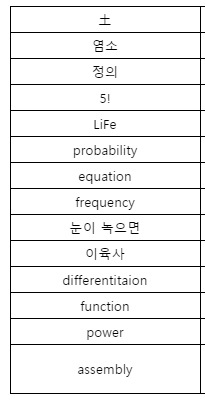 土
염소
정의
5!
LiFe
probability
equation
frequency
눈이 녹으면
이육사
differentitaion
function
power
assembly